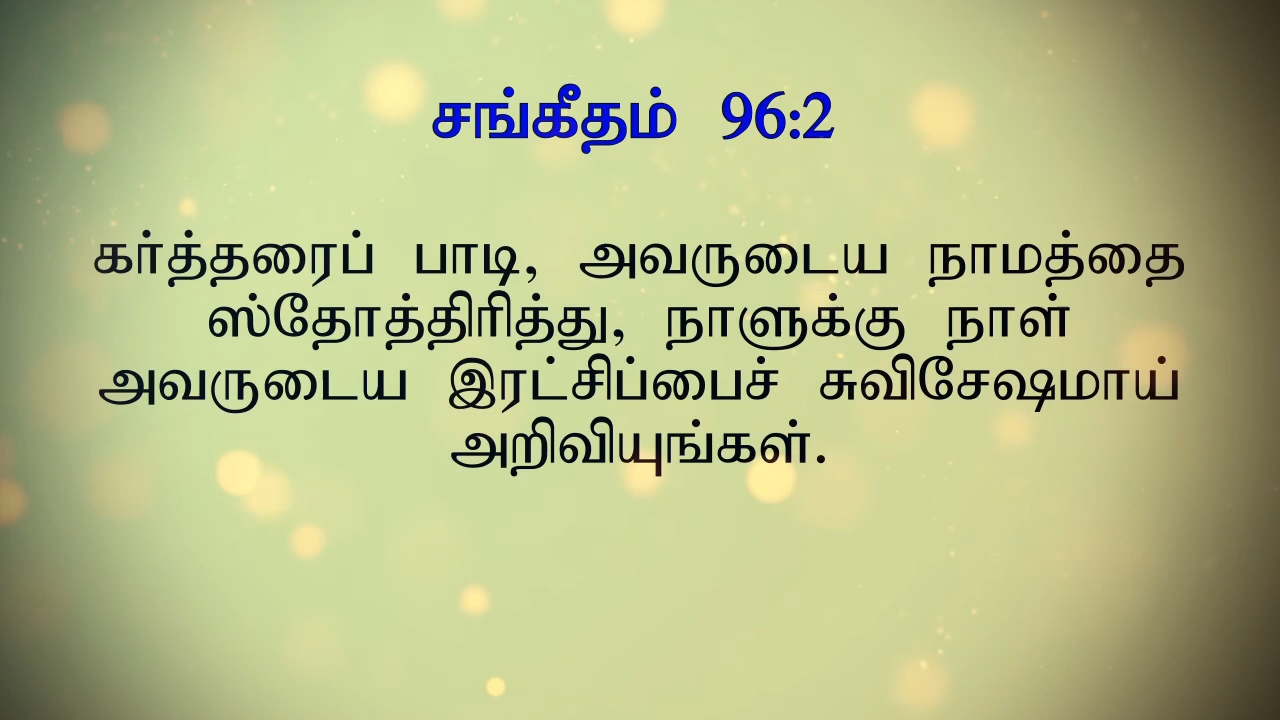 சங்கீதம் 96:2
கர்த்தரைப் பாடி, அவருடைய நாமத்தை
ஸ்தோத்திரித்து, நாளுக்கு நாள்
அவருடைய இரட்சிப்பைச் சுவிசேஷமாய்
அறிவியுங்கள்.